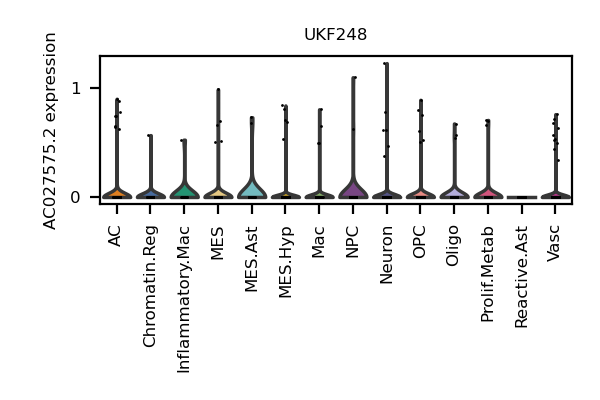 UKF248
AC027575.2 expression
1
0
AC
Chromatin.Reg
Inflammatory.Mac
MES
MES.Ast
MES.Hyp
Mac
NPC
Neuron
OPC
Oligo
Prolif.Metab
Reactive.Ast
Vasc